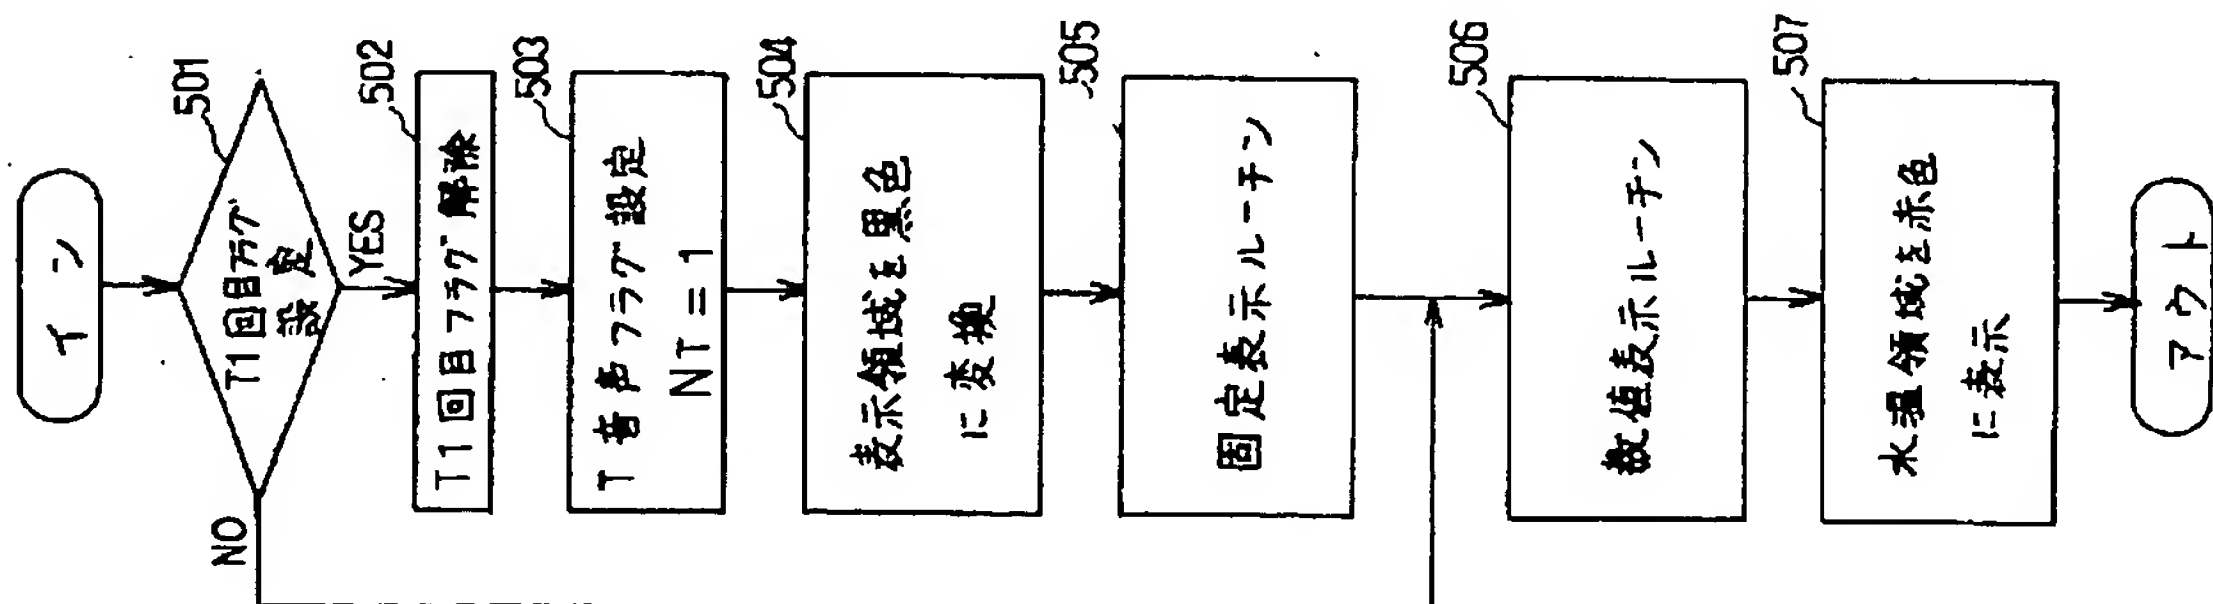 イン
501
T1回目フラグ
設定
YES
NO
502
T1回目フラグ解除
503
T音声フラグ設定
NT=1
504
表示領域を黒色
に変換
505
固定表示ルーチン
506
数値表示ルーチン
507
水温領域を赤色
に表示
アウト